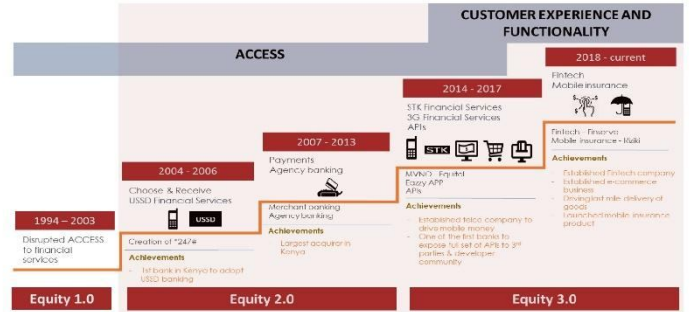 CUSTOMER EXPERIENCE AND
FUNCTIONALITY
ACCESS
2018 - current
Fintech
Mobile insurance
Fintech - Finserve
Mobile Insurance - Riziki
Achievements
- Established Fintech company
- Established e-commerce
business
- Driving last mile delivery of
goods
- Launched mobile insurance
product
2014 - 2017
STK Financial Services
3G Financial Services
APIs
STK
MVNO - Equitel
Eazy APP
APIs
Achievements
- Established telco company to
drive mobile money
- One of the first banks to
expose full set of APIs to 3rd
parties & developer
community
2007 - 2013
Payments
Agency banking
Merchant banking
Agency banking
Achievements
- Largest acquirer in
Kenya
2004 - 2006
Choose & Receive
USSD Financial Services
USSD
Creation of *247#
Achievements
- 1st bank in Kenya to adopt
USSD banking
1994 – 2003
Disrupted ACCESS
to financial
services
Equity 1.0
Equity 2.0
Equity 3.0